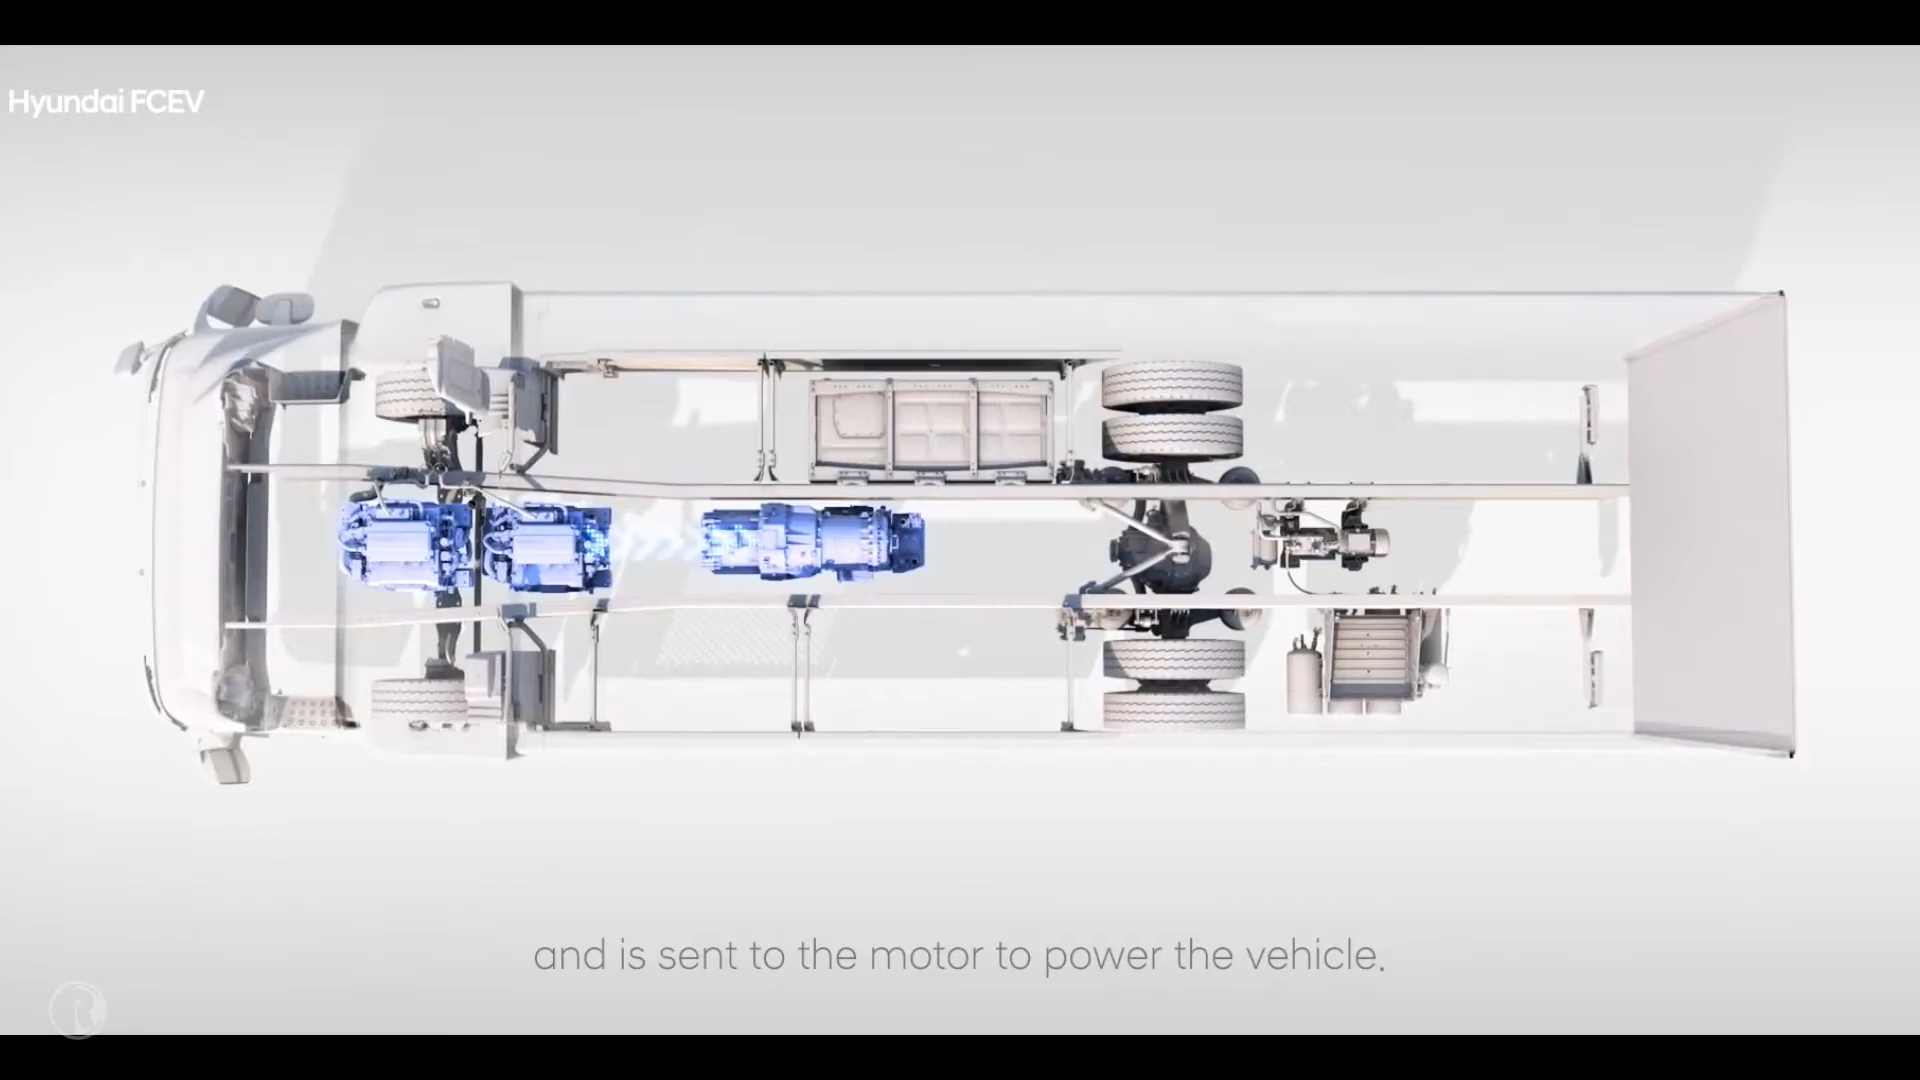 Hyundai FCEV
and is sent to the motor to power the vehicle.